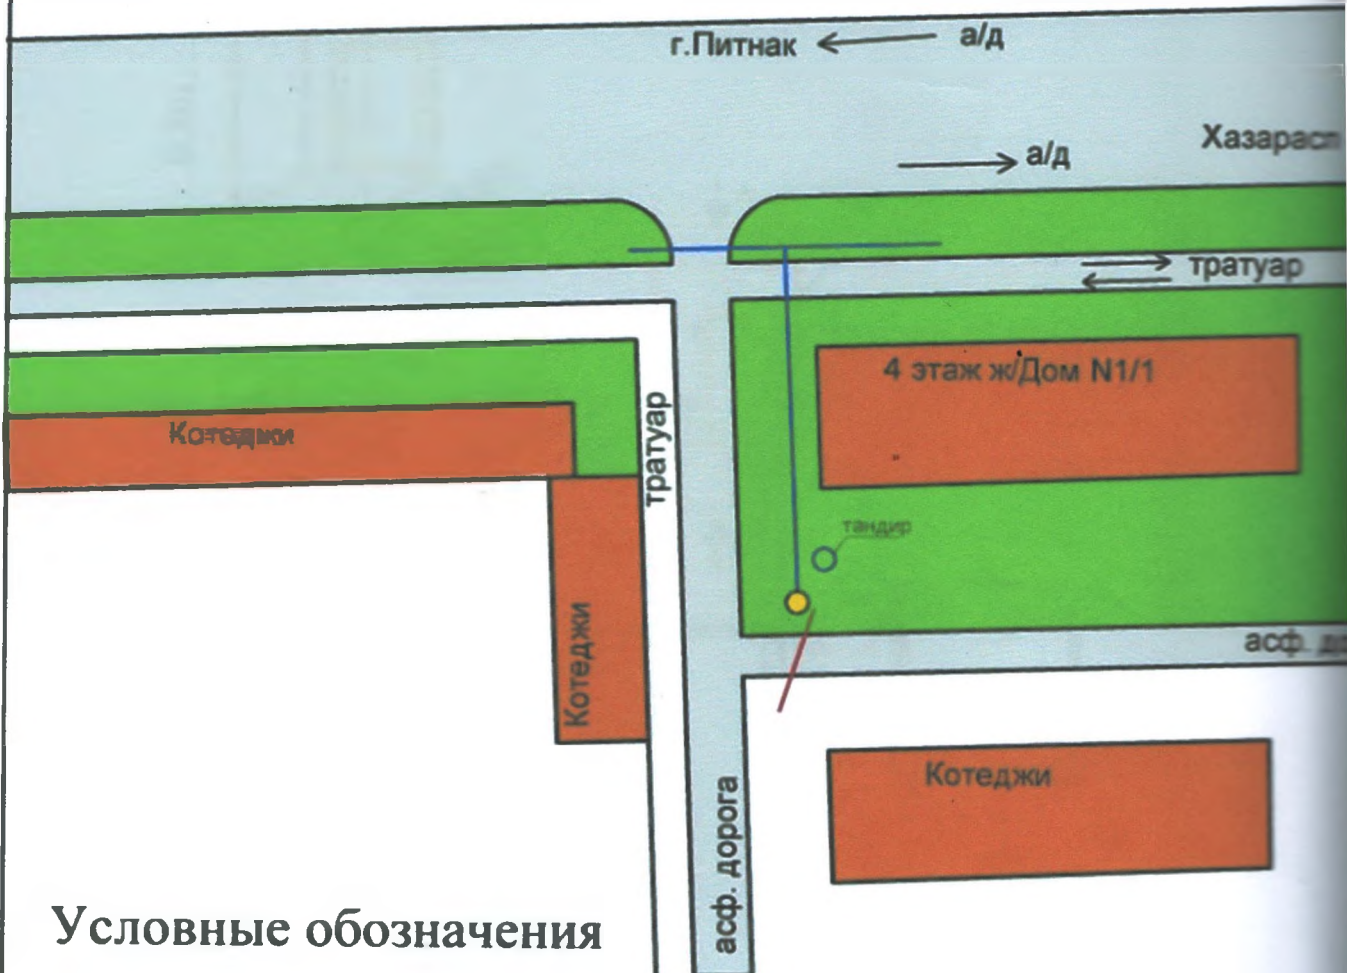 г.Питнак
а/д
а/д
Хазарасп
тратуар
4 этаж ж/Дом N1/1
Котеджи
тратуар
тандир
Котеджи
асф.
Котеджи
асф. дорога
Условные обозначения